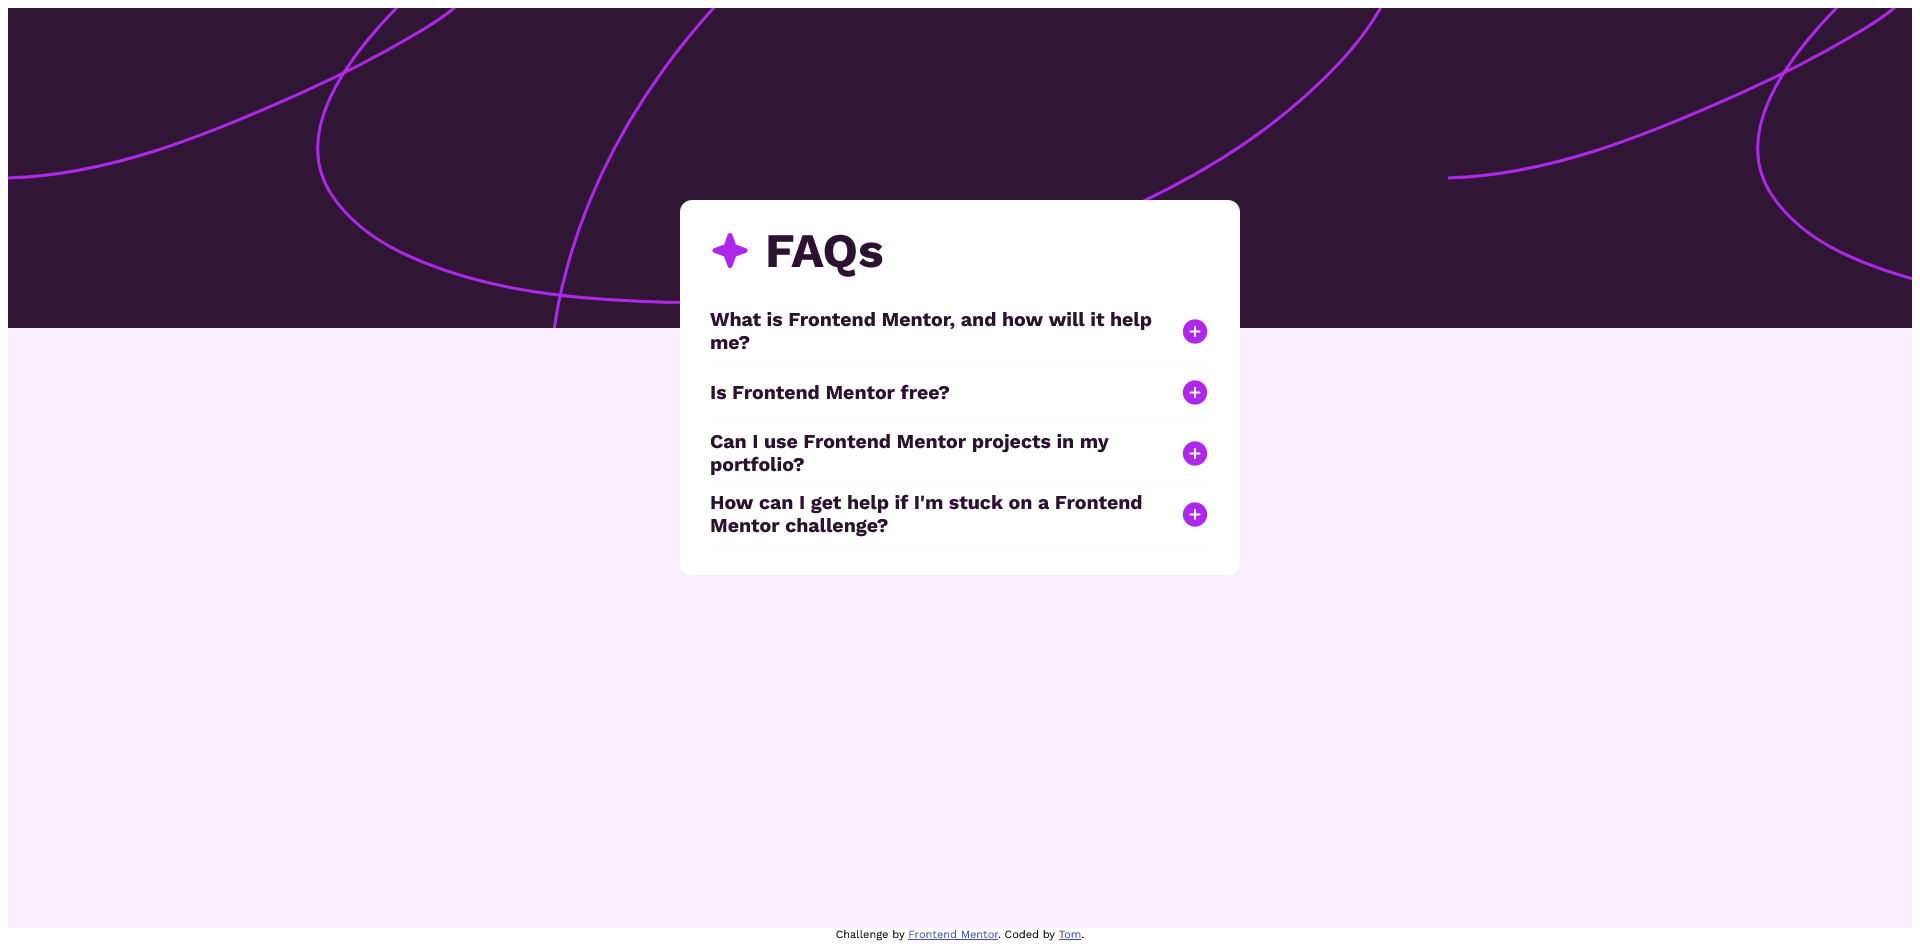 FAQs
What is Frontend Mentor, and how will it help
me?
Is Frontend Mentor free?
Can I use Frontend Mentor projects in my
portfolio?
How can I get help if I'm stuck on a Frontend
Mentor challenge?
Challenge by Frontend Mentor. Coded by Tom.